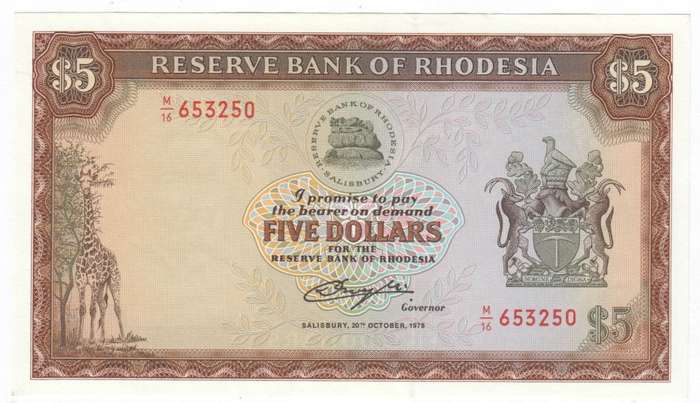 $5 RESERVE BANK OF RHODESIA $5
M/16 653250
RESERVE BANK OF RHODESIA
· SALISBURY ·
I promise to pay
the bearer on demand
FIVE DOLLARS
FOR THE
RESERVE BANK OF RHODESIA
Governor
M/16 653250
SALISBURY, 20TH OCTOBER, 1978
$5